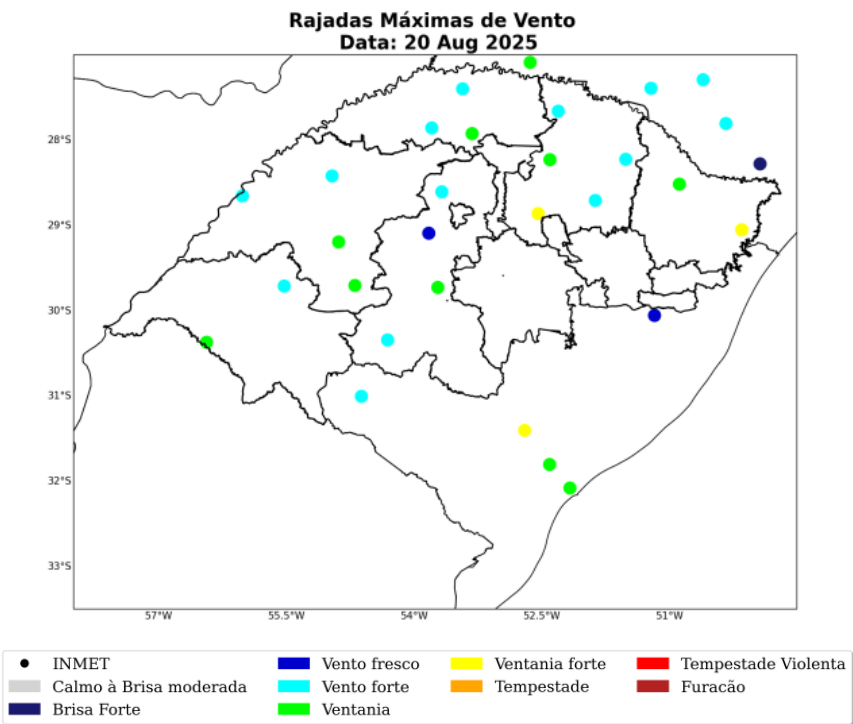 Rajadas Máximas de Vento
Data: 20 Aug 2025
28°S
29°S
30°S
31°S
32°S
33°S
57°W 55.5°W 54°W 52.5°W 51°W
INMET Vento fresco Ventania forte Tempestade Violenta
Calmo à Brisa moderada Vento forte Tempestade Furacão
Brisa Forte Ventania